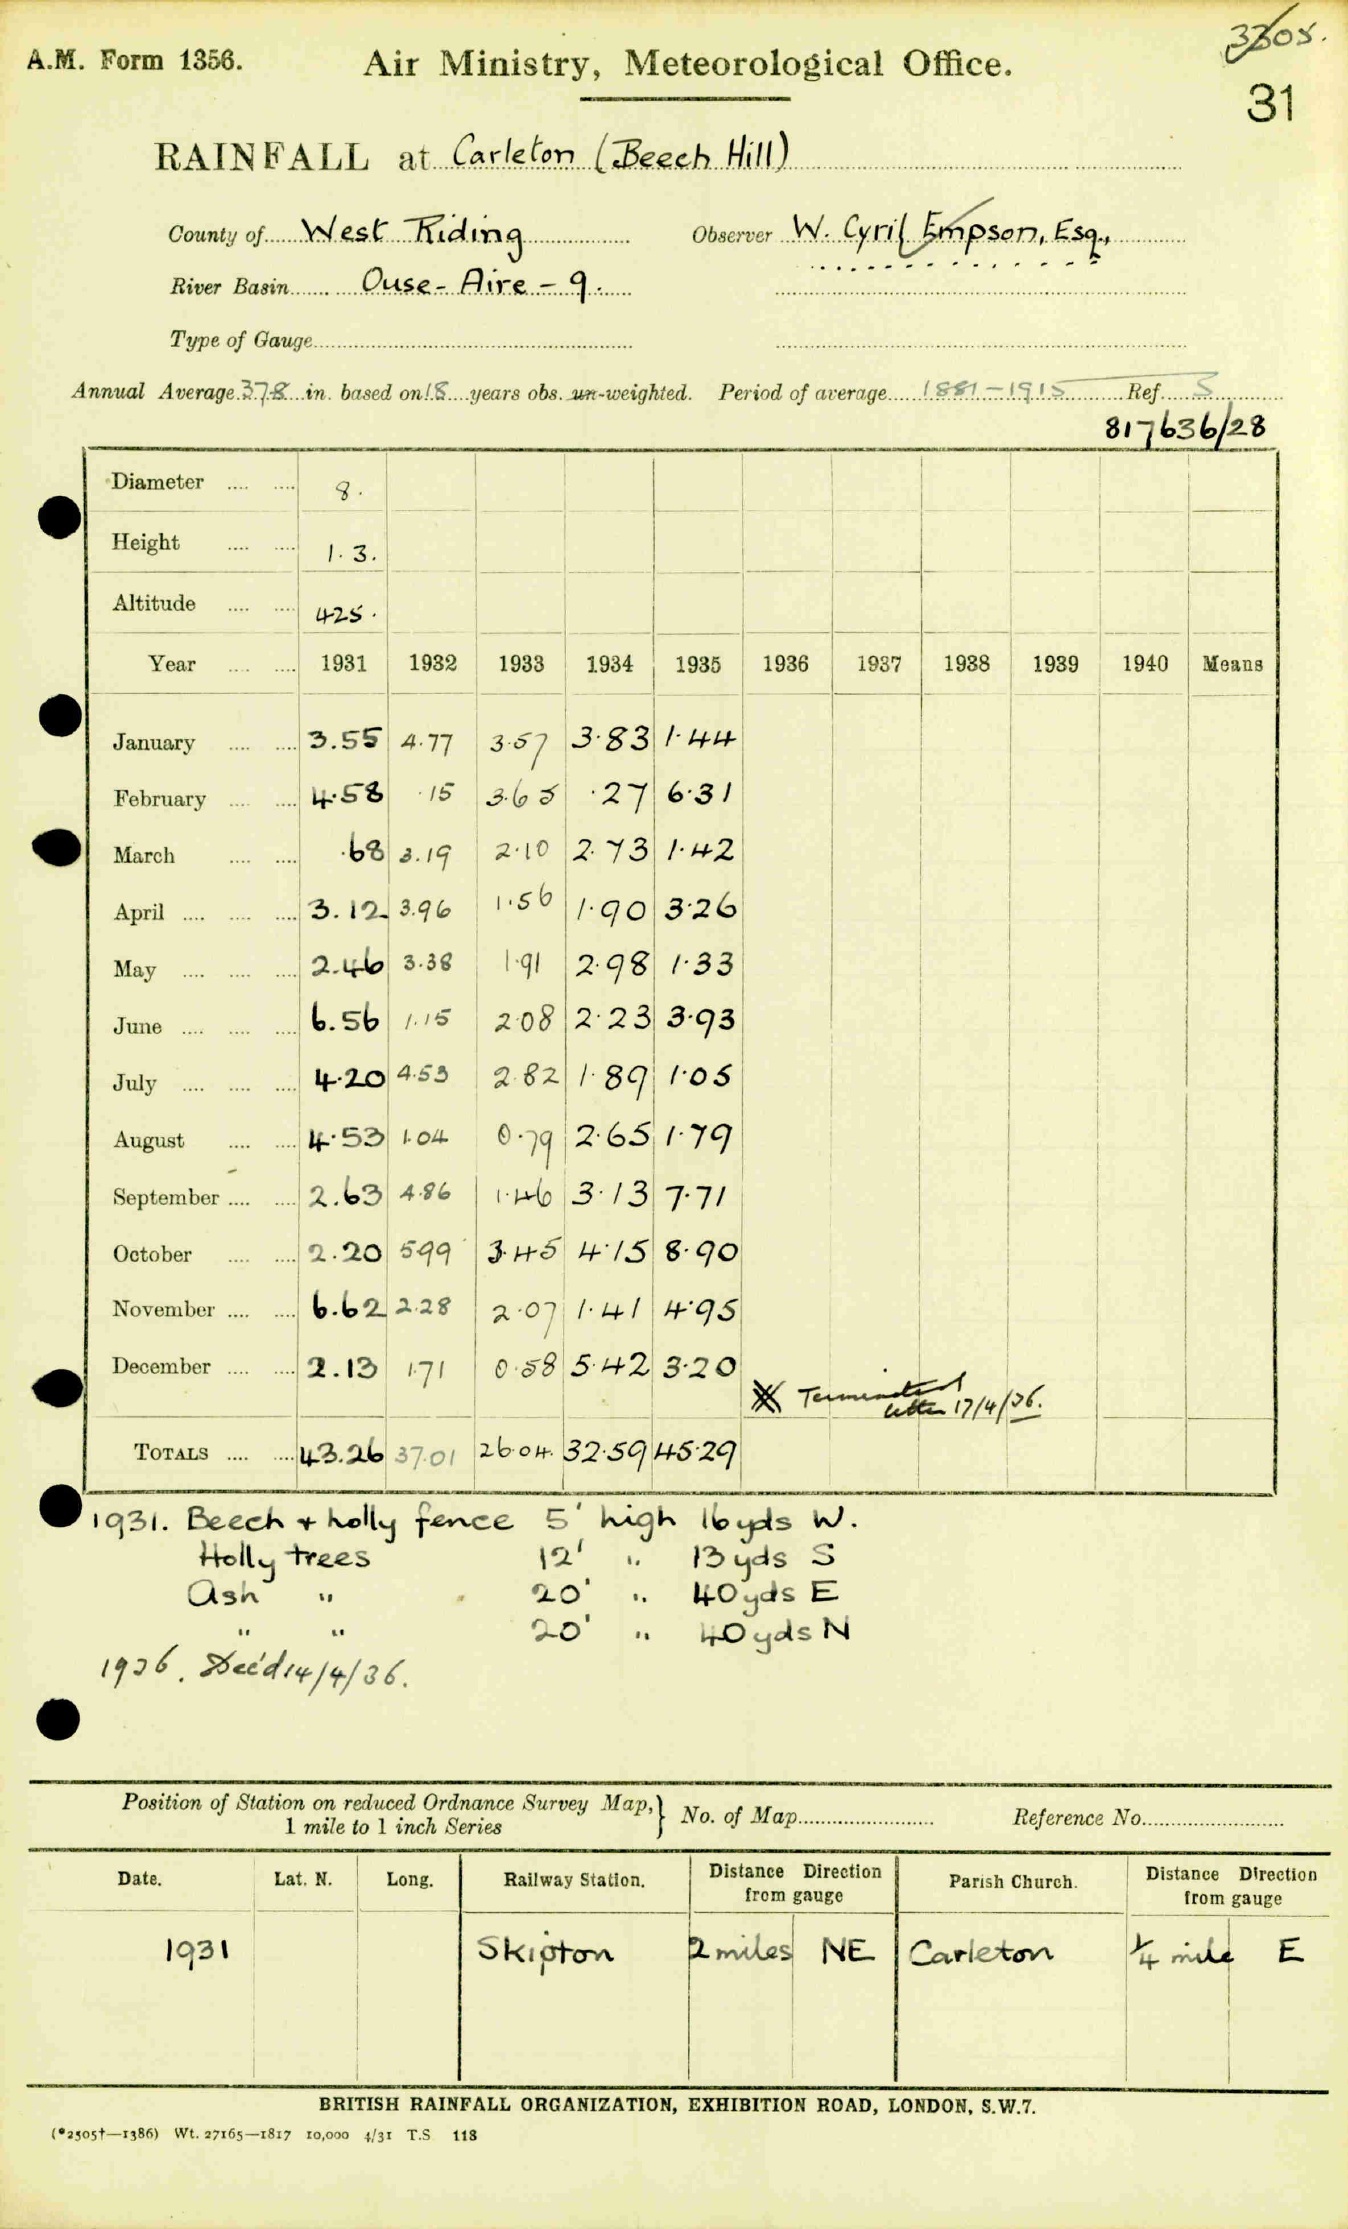 3305.
A.M. Form 1356.
Air Ministry, Meteorological Office.
31
RAINFALL at Carleton (Beech Hill)
County of West Riding Observer W. Cyril Empson, Esq.,
River Basin Ouse - Aire - 9.
Type of Gauge
Annual Average 37.8 in. based on 18 years obs. un-weighted. Period of average 1881-1915 Ref. S
817636/28
Diameter 8.
Height 1.3.
Altitude 425.
Year 1931 1932 1933 1934 1935 1936 1937 1938 1939 1940 Means
January 3.55 4.77 3.57 3.83 1.44
February 4.58 .15 3.65 .27 6.31
March .68 3.19 2.10 2.73 1.42
April 3.12 3.96 1.56 1.90 3.26
May 2.46 3.38 1.91 2.98 1.33
June 6.56 1.15 2.08 2.23 3.93
July 4.20 4.53 2.82 1.89 1.05
August 4.53 1.04 0.79 2.65 1.79
September 2.63 4.86 1.46 3.13 7.71
October 2.20 5.99 3.45 4.15 8.90
November 6.62 2.28 2.07 1.41 4.95
December 2.13 1.71 0.58 5.42 3.20
Terminated
letter 17/4/36.
TOTALS 43.26 37.01 26.04 32.59 45.29
1931. Beech + holly fence 5' high 16 yds W.
Holly trees 12' " 13 yds S
Ash " 20' " 40 yds E
" " 20' " 40 yds N
1936. Dec'd 14/4/36.
Position of Station on reduced Ordnance Survey Map,} No. of Map Reference No.
1 mile to 1 inch Series
Date. Lat. N. Long. Railway Station. Distance Direction Parish Church. Distance Direction
from gauge from gauge
1931 Skipton 2 miles NE Carleton 1/4 mile E
BRITISH RAINFALL ORGANIZATION, EXHIBITION ROAD, LONDON, S.W.7.
(*2505†—1386) Wt. 27165—1817 10,000 4/31 T.S 118